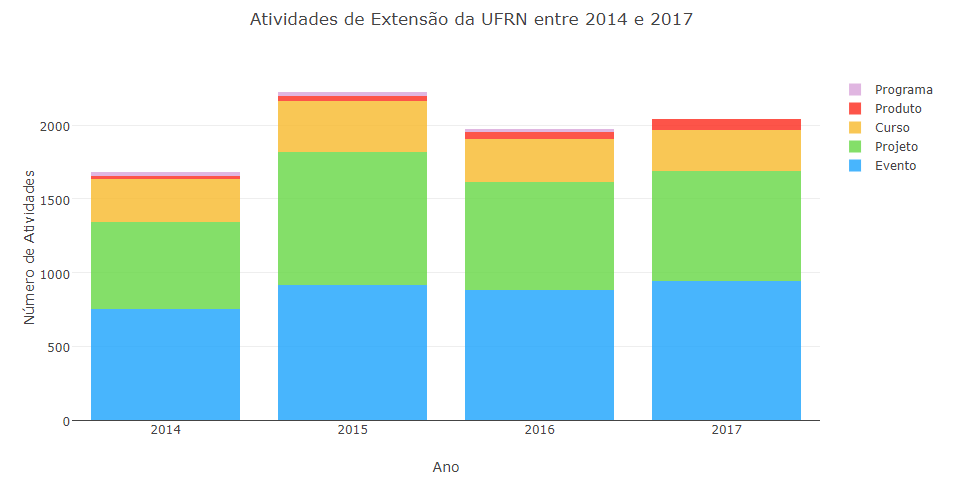 Atividades de Extensão da UFRN entre 2014 e 2017
Programa
Produto
Curso
Projeto
Evento
Número de Atividades
2000
1500
1000
500
0
2014
2015
2016
2017
Ano